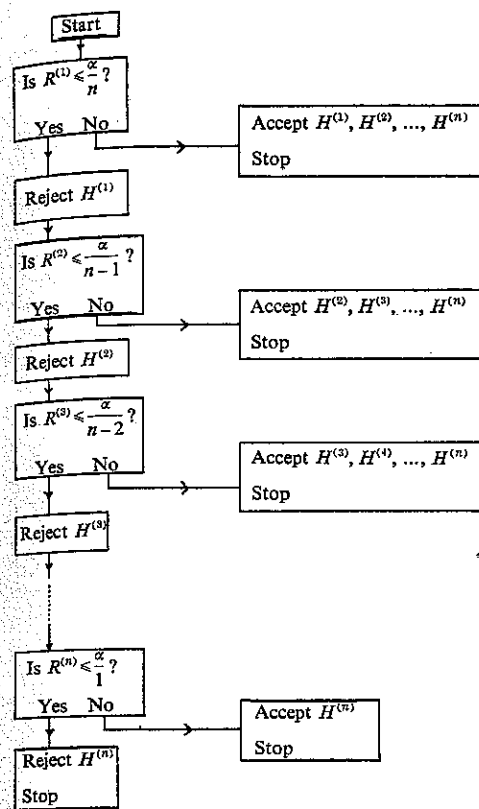 Start
Is R⁽¹⁾ ⩽ α/n ?
Yes No
Accept H⁽¹⁾, H⁽²⁾, ..., H⁽ⁿ⁾
Stop
Reject H⁽¹⁾
Is R⁽²⁾ ⩽ α/(n−1) ?
Yes No
Accept H⁽²⁾, H⁽³⁾, ..., H⁽ⁿ⁾
Stop
Reject H⁽²⁾
Is R⁽³⁾ ⩽ α/(n−2) ?
Yes No
Accept H⁽³⁾, H⁽⁴⁾, ..., H⁽ⁿ⁾
Stop
Reject H⁽³⁾
Is R⁽ⁿ⁾ ⩽ α/1 ?
Yes No
Accept H⁽ⁿ⁾
Stop
Reject H⁽ⁿ⁾
Stop